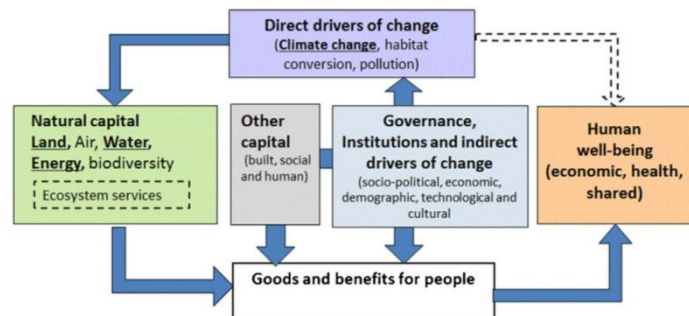 Direct drivers of change
(Climate change, habitat
conversion, pollution)
Natural capital
Land, Air, Water,
Energy, biodiversity
Ecosystem services
Other
capital
(built, social
and human)
Governance,
Institutions and indirect
drivers of change
(socio-political, economic,
demographic, technological and
cultural
Human
well-being
(economic, health,
shared)
Goods and benefits for people